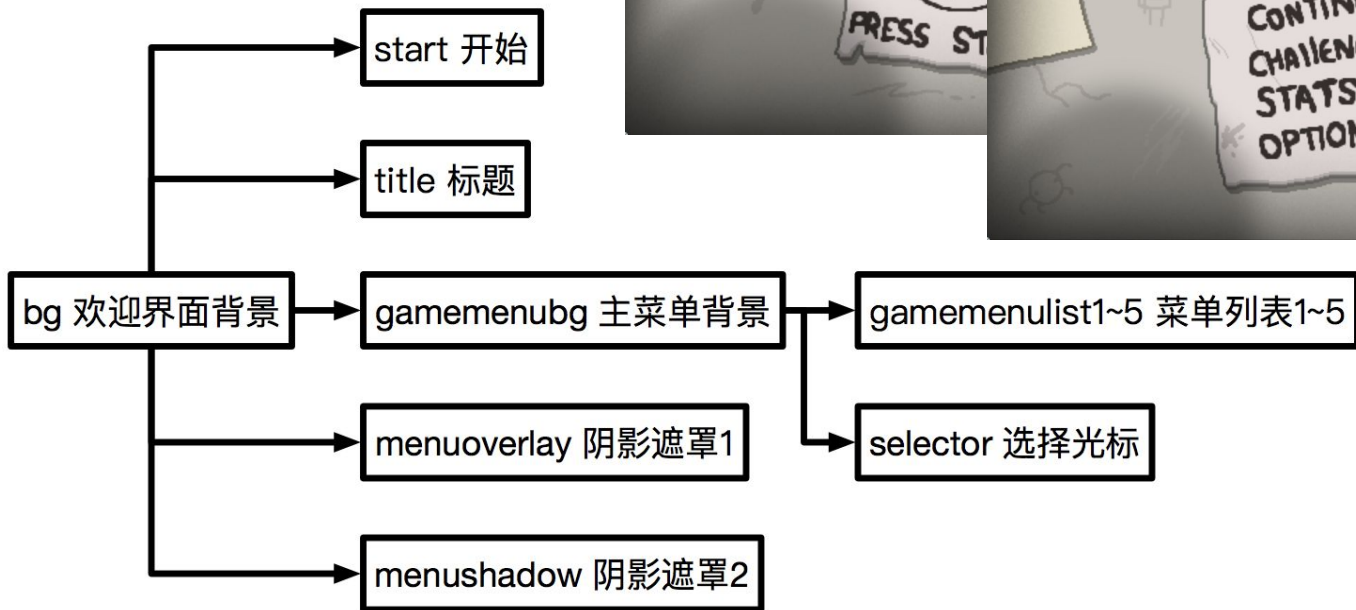 start 开始
PRESS
CONTIN
CHALLEN
STATS
OPTION
title 标题
bg 欢迎界面背景
gamemenubg 主菜单背景
gamemenulist1~5 菜单列表1~5
menuoverlay 阴影遮罩1
selector 选择光标
menushadow 阴影遮罩2